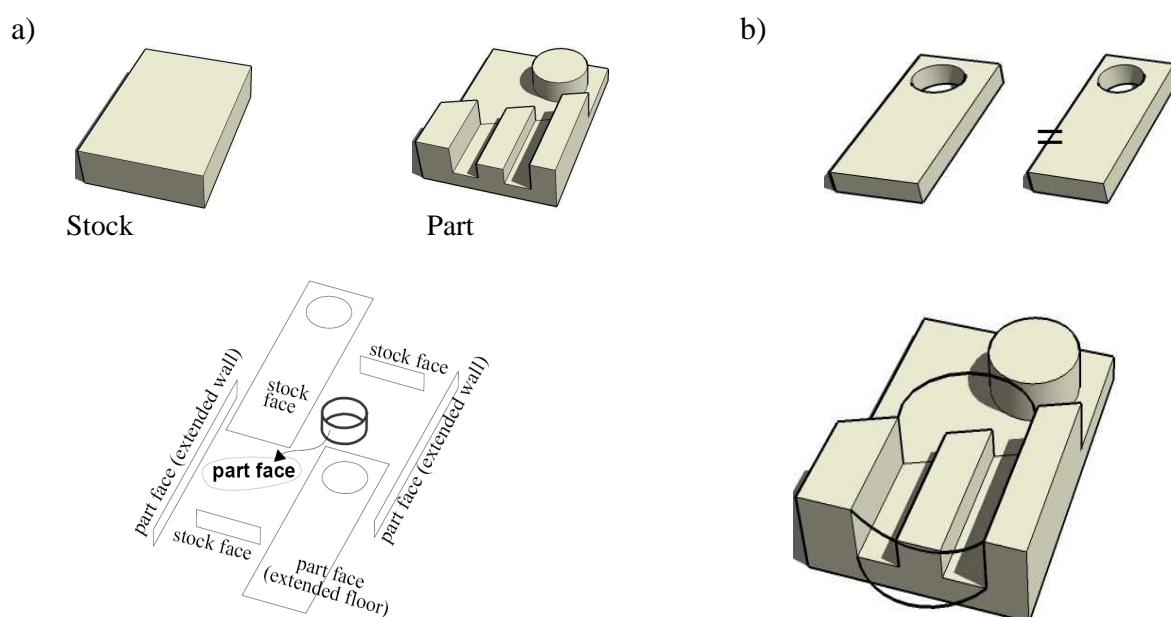 a)
b)
Stock
Part
stock face
stock
face
part face (extended wall)
part face (extended wall)
part face
stock face
part face
(extended floor)